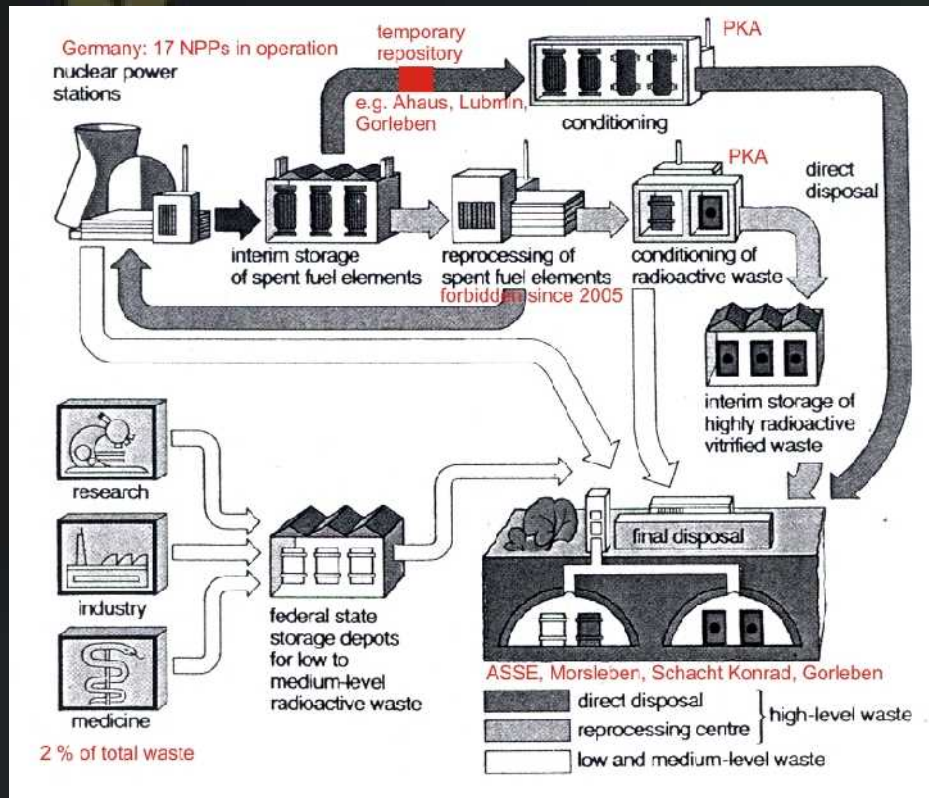 Germany: 17 NPPs in operation
nuclear power
stations
temporary
repository
e.g. Ahaus, Lubmin,
Gorleben
PKA
conditioning
PKA
direct
disposal
interim storage
of spent fuel elements
reprocessing of
spent fuel elements
forbidden since 2005
conditioning of
radioactive waste
interim storage of
highly radioactive
vitrified waste
research
industry
medicine
2 % of total waste
federal state
storage depots
for low to
medium-level
radioactive waste
final disposal
ASSE, Morsleben, Schacht Konrad, Gorleben
direct disposal
reprocessing centre
high-level waste
low and medium-level waste